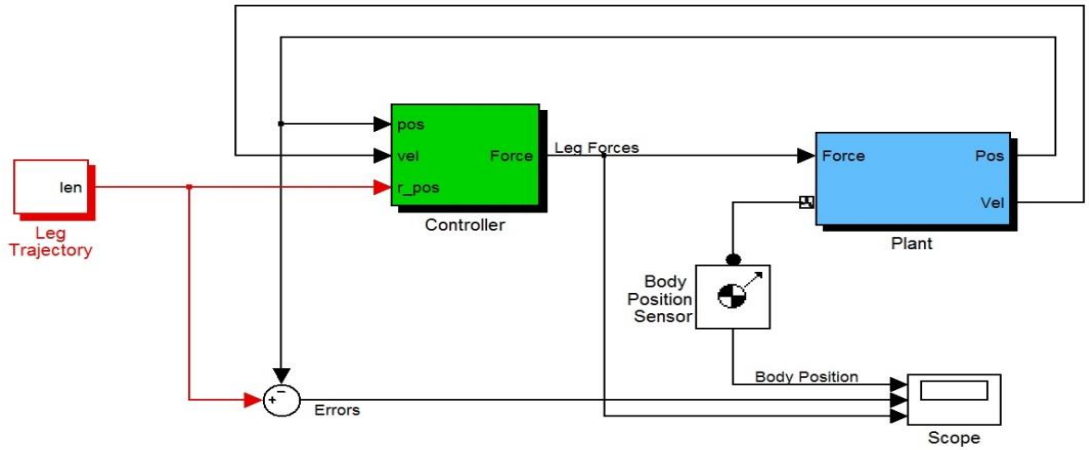 pos
vel
Force
r_pos
Controller
Leg Forces
Force
Pos
Vel
Plant
len
Leg
Trajectory
Body
Position
Sensor
Body Position
Errors
Scope
+
−